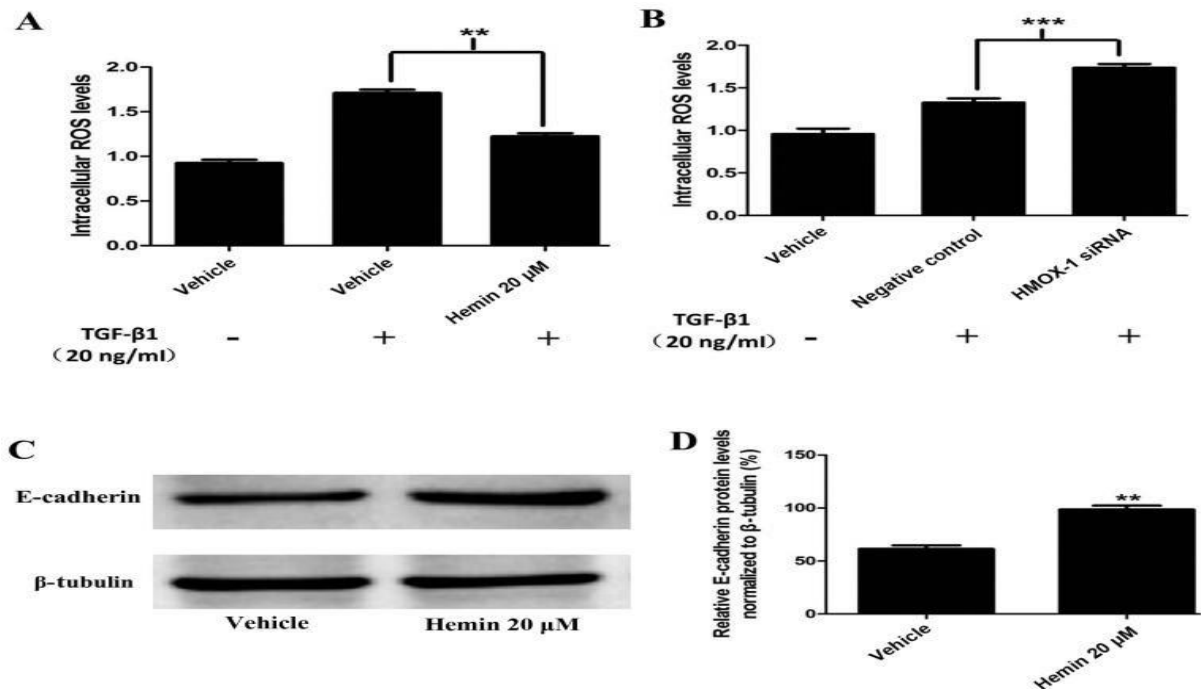 A
**
Intracellular ROS levels
2.0
1.5
1.0
0.5
0.0
Vehicle
Vehicle
Hemin 20 μM
TGF-β1
(20 ng/ml)
-
+
+
B
***
Intracellular ROS levels
2.0
1.5
1.0
0.5
0.0
Vehicle
Negative control
HMOX-1 siRNA
TGF-β1
(20 ng/ml)
-
+
+
C
E-cadherin
β-tubulin
Vehicle
Hemin 20 μM
D
Relative E-cadherin protein levels
normalized to β-tubulin (%)
150
100
50
0
**
Vehicle
Hemin 20 μM